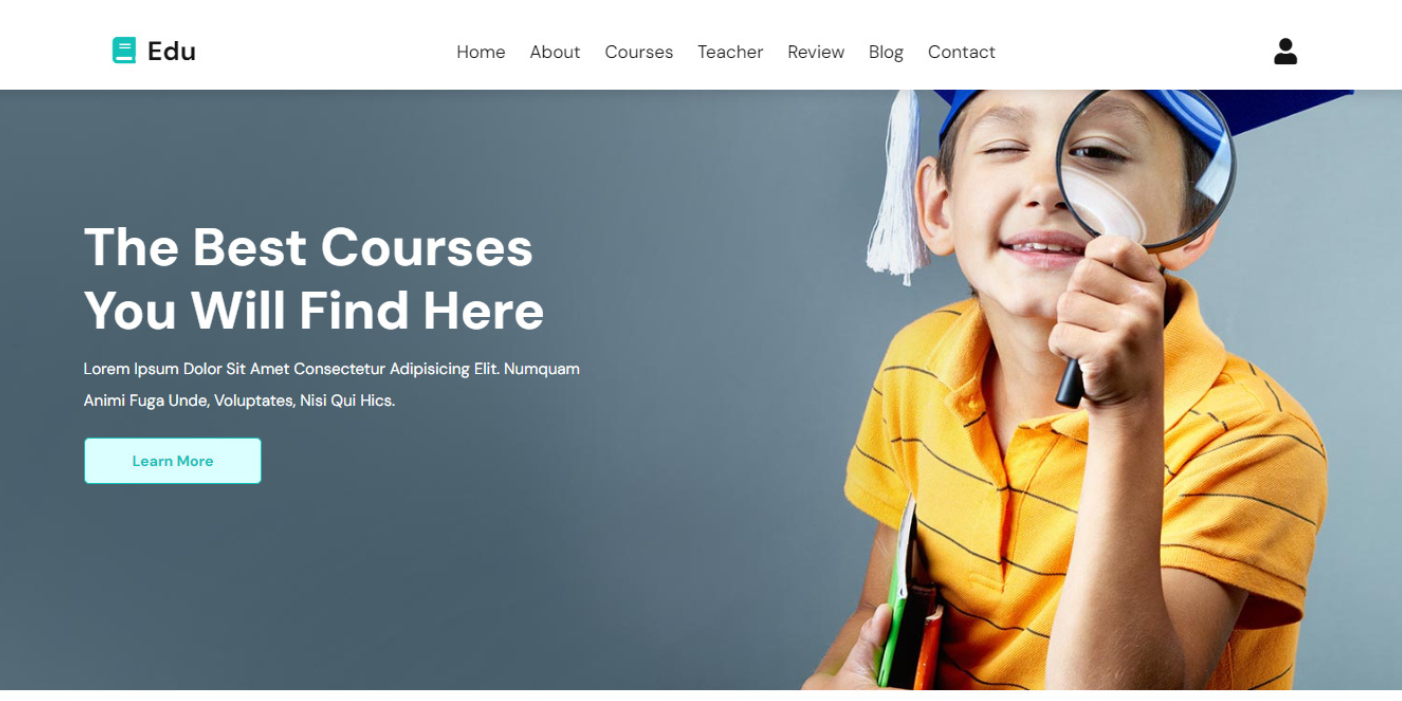 Edu
Home About Courses Teacher Review Blog Contact
The Best Courses
You Will Find Here
Lorem Ipsum Dolor Sit Amet Consectetur Adipisicing Elit. Numquam
Animi Fuga Unde, Voluptates, Nisi Qui Hics.
Learn More